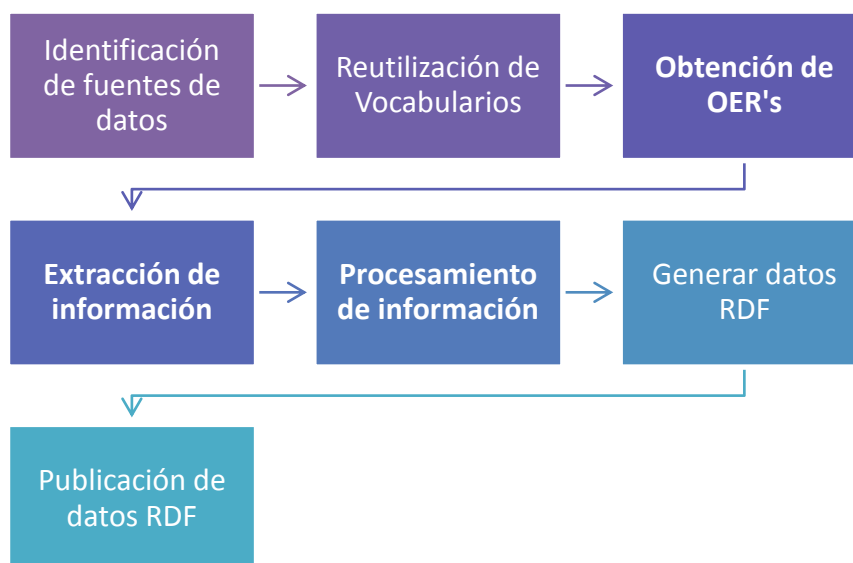 Identificación
de fuentes de
datos
Reutilización de
Vocabularios
Obtención de
OER's
Extracción de
información
Procesamiento
de información
Generar datos
RDF
Publicación de
datos RDF